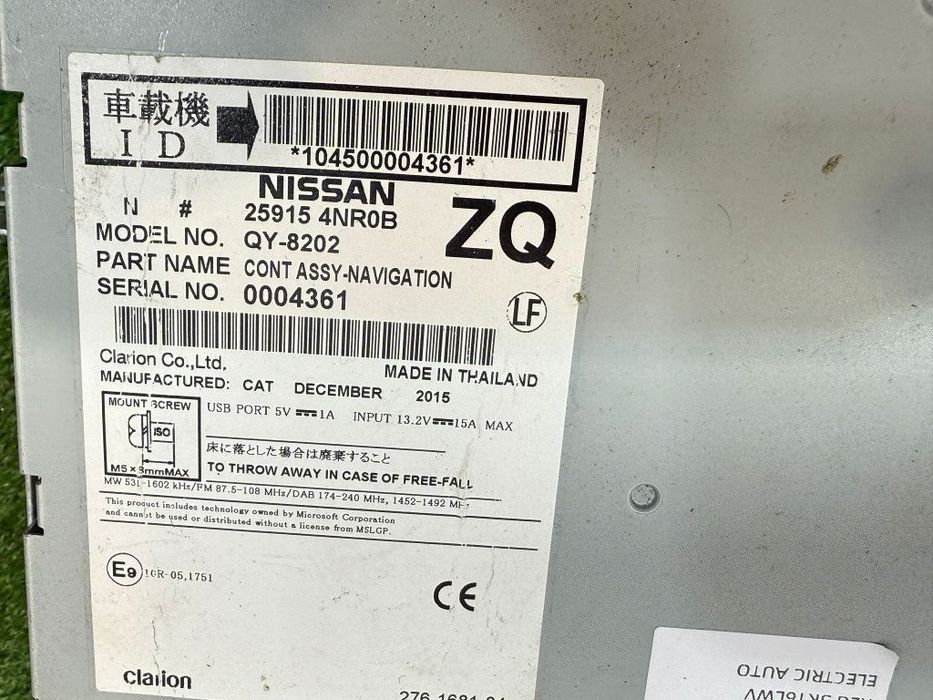 車載機
ID
*104500004361*
NISSAN
N # 25915 4NR0B
ZQ
MODEL NO. QY-8202
PART NAME CONT ASSY-NAVIGATION
SERIAL NO. 0004361
LF
Clarion Co.,Ltd.
MADE IN THAILAND
MANUFACTURED: CAT DECEMBER 2015
MOUNT SCREW
ISO
M5×8mmMAX
USB PORT 5V⎓1A INPUT 13.2V⎓15A MAX
床に落とした場合は廃棄すること
TO THROW AWAY IN CASE OF FREE-FALL
MW 531-1602 kHz/FM 87.5-108 MHz/DAB 174-240 MHz, 1452-1492 MHz
This product includes technology owned by Microsoft Corporation
and cannot be used or distributed without a license from MSLGP.
E9 10R-05,1751
CE
clarion
ELECTRIC AUTO